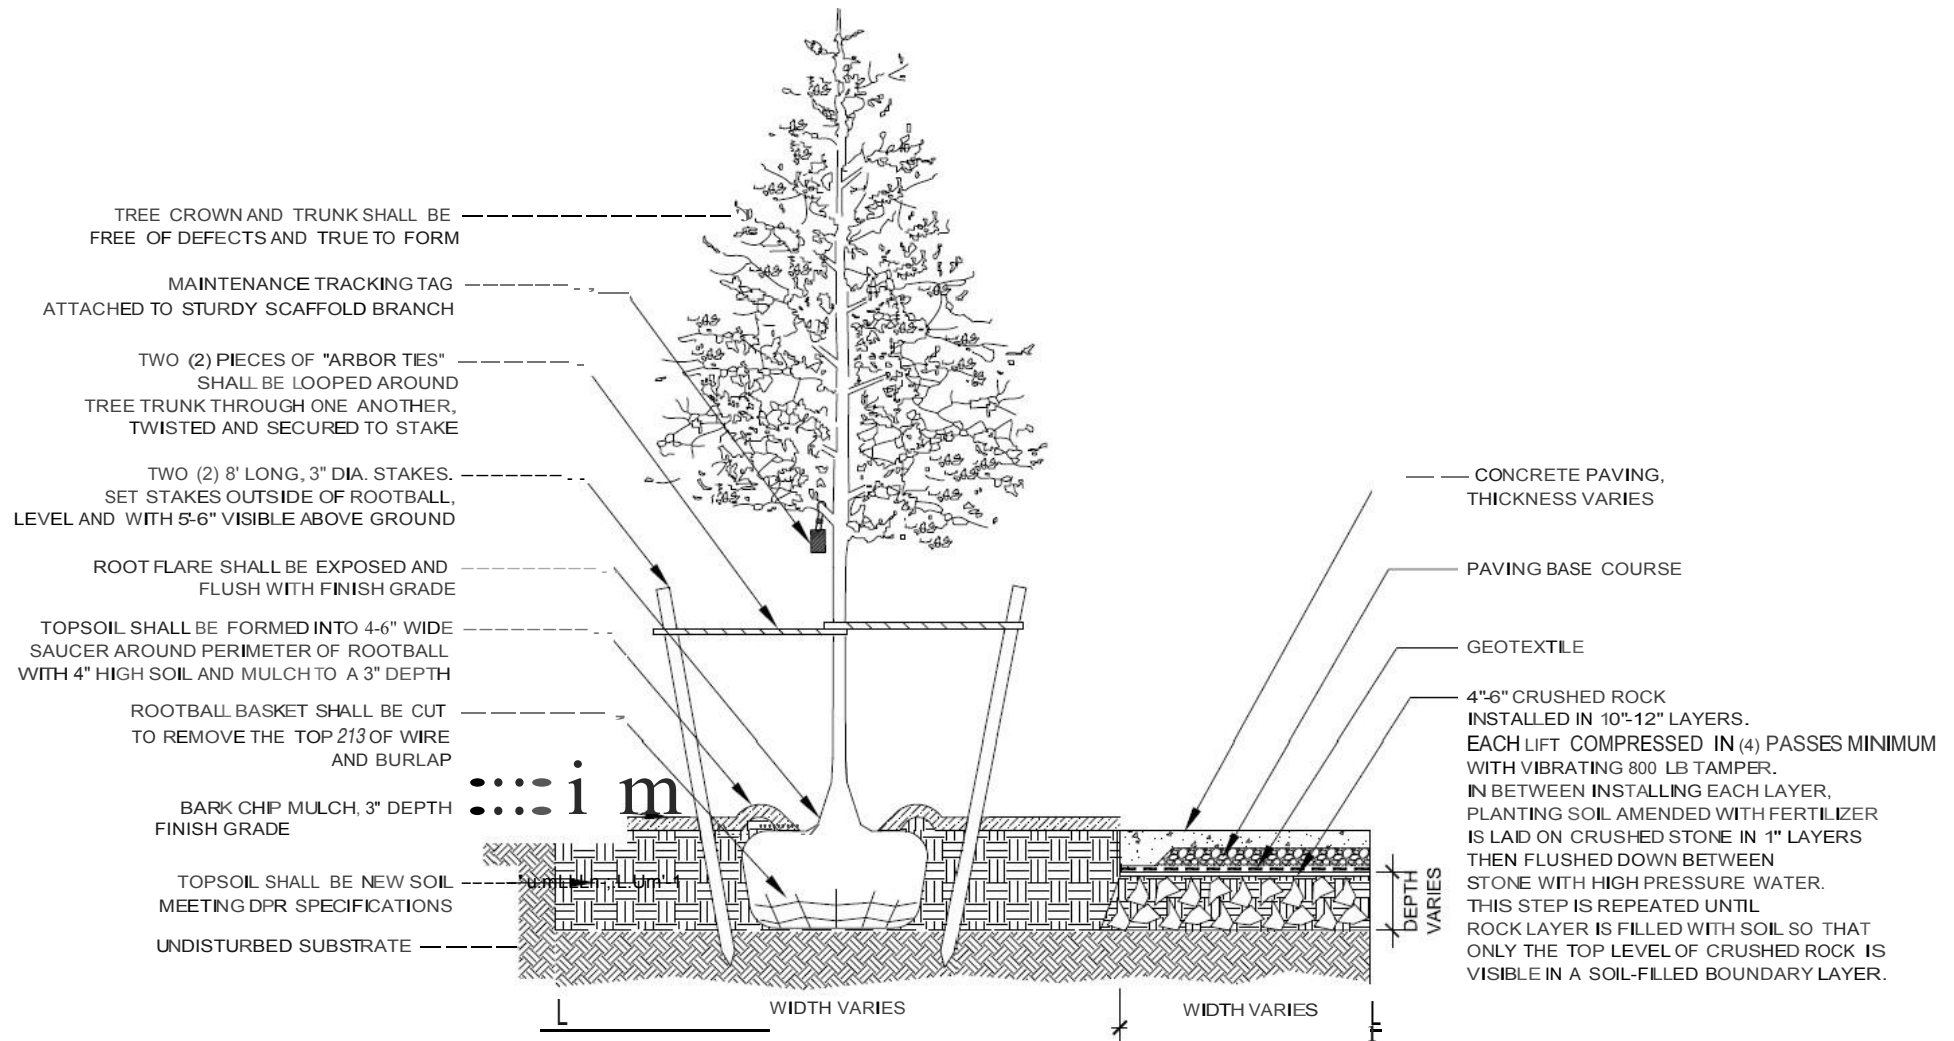 TREE CROWN AND TRUNK SHALL BE
FREE OF DEFECTS AND TRUE TO FORM
MAINTENANCE TRACKING TAG
ATTACHED TO STURDY SCAFFOLD BRANCH
TWO (2) PIECES OF "ARBOR TIES"
SHALL BE LOOPED AROUND
TREE TRUNK THROUGH ONE ANOTHER,
TWISTED AND SECURED TO STAKE
TWO (2) 8' LONG, 3" DIA. STAKES.
SET STAKES OUTSIDE OF ROOTBALL,
LEVEL AND WITH 5'-6" VISIBLE ABOVE GROUND
ROOT FLARE SHALL BE EXPOSED AND
FLUSH WITH FINISH GRADE
TOPSOIL SHALL BE FORMED INTO 4-6" WIDE
SAUCER AROUND PERIMETER OF ROOTBALL
WITH 4" HIGH SOIL AND MULCH TO A 3" DEPTH
ROOTBALL BASKET SHALL BE CUT
TO REMOVE THE TOP 213 OF WIRE
AND BURLAP
i m
BARK CHIP MULCH, 3" DEPTH
FINISH GRADE
TOPSOIL SHALL BE NEW SOIL
MEETING DPR SPECIFICATIONS
UNDISTURBED SUBSTRATE
WIDTH VARIES
WIDTH VARIES
DEPTH
VARIES
CONCRETE PAVING,
THICKNESS VARIES
PAVING BASE COURSE
GEOTEXTILE
4"-6" CRUSHED ROCK
INSTALLED IN 10"-12" LAYERS.
EACH LIFT COMPRESSED IN (4) PASSES MINIMUM
WITH VIBRATING 800 LB TAMPER.
IN BETWEEN INSTALLING EACH LAYER,
PLANTING SOIL AMENDED WITH FERTILIZER
IS LAID ON CRUSHED STONE IN 1" LAYERS
THEN FLUSHED DOWN BETWEEN
STONE WITH HIGH PRESSURE WATER.
THIS STEP IS REPEATED UNTIL
ROCK LAYER IS FILLED WITH SOIL SO THAT
ONLY THE TOP LEVEL OF CRUSHED ROCK IS
VISIBLE IN A SOIL-FILLED BOUNDARY LAYER.